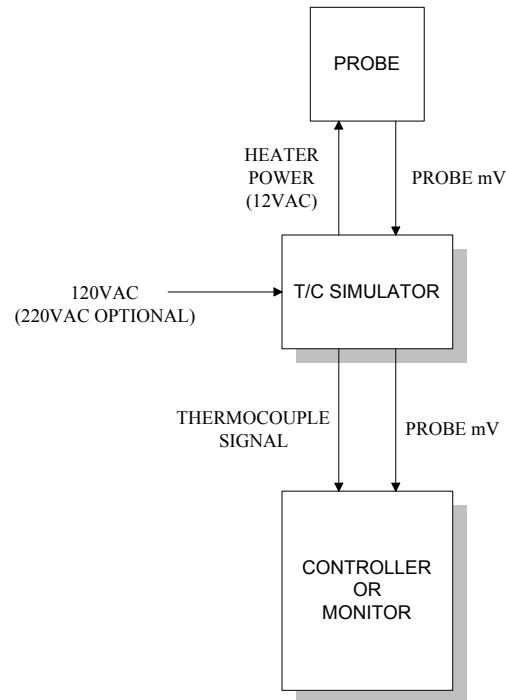 PROBE
HEATER
POWER
(12VAC)
PROBE mV
120VAC
(220VAC OPTIONAL)
T/C SIMULATOR
THERMOCOUPLE
SIGNAL
PROBE mV
CONTROLLER
OR
MONITOR